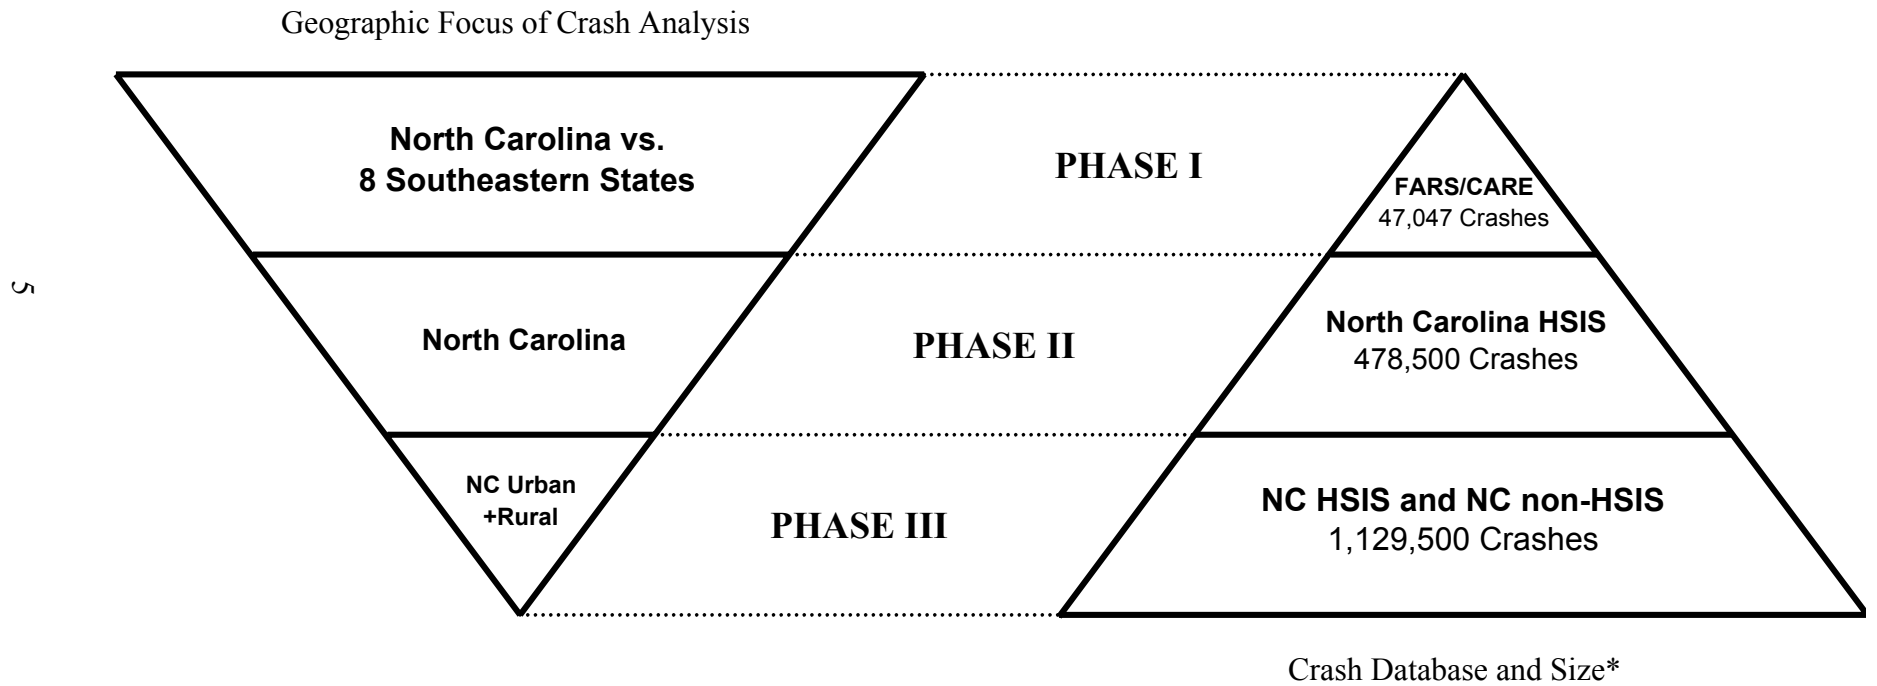 Geographic Focus of Crash Analysis
North Carolina vs.
8 Southeastern States
PHASE I
FARS/CARE
47,047 Crashes
5
North Carolina
PHASE II
North Carolina HSIS
478,500 Crashes
NC Urban
+Rural
PHASE III
NC HSIS and NC non-HSIS
1,129,500 Crashes
Crash Database and Size*